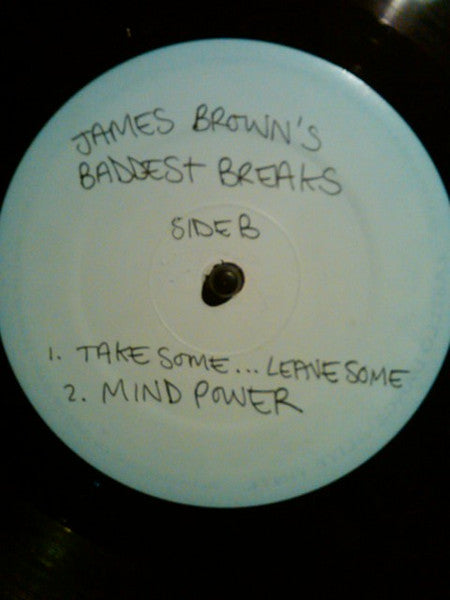 JAMES BROWN'S
BADDEST BREAKS
SIDE B
1. TAKE SOME... LEAVE SOME
2. MIND POWER